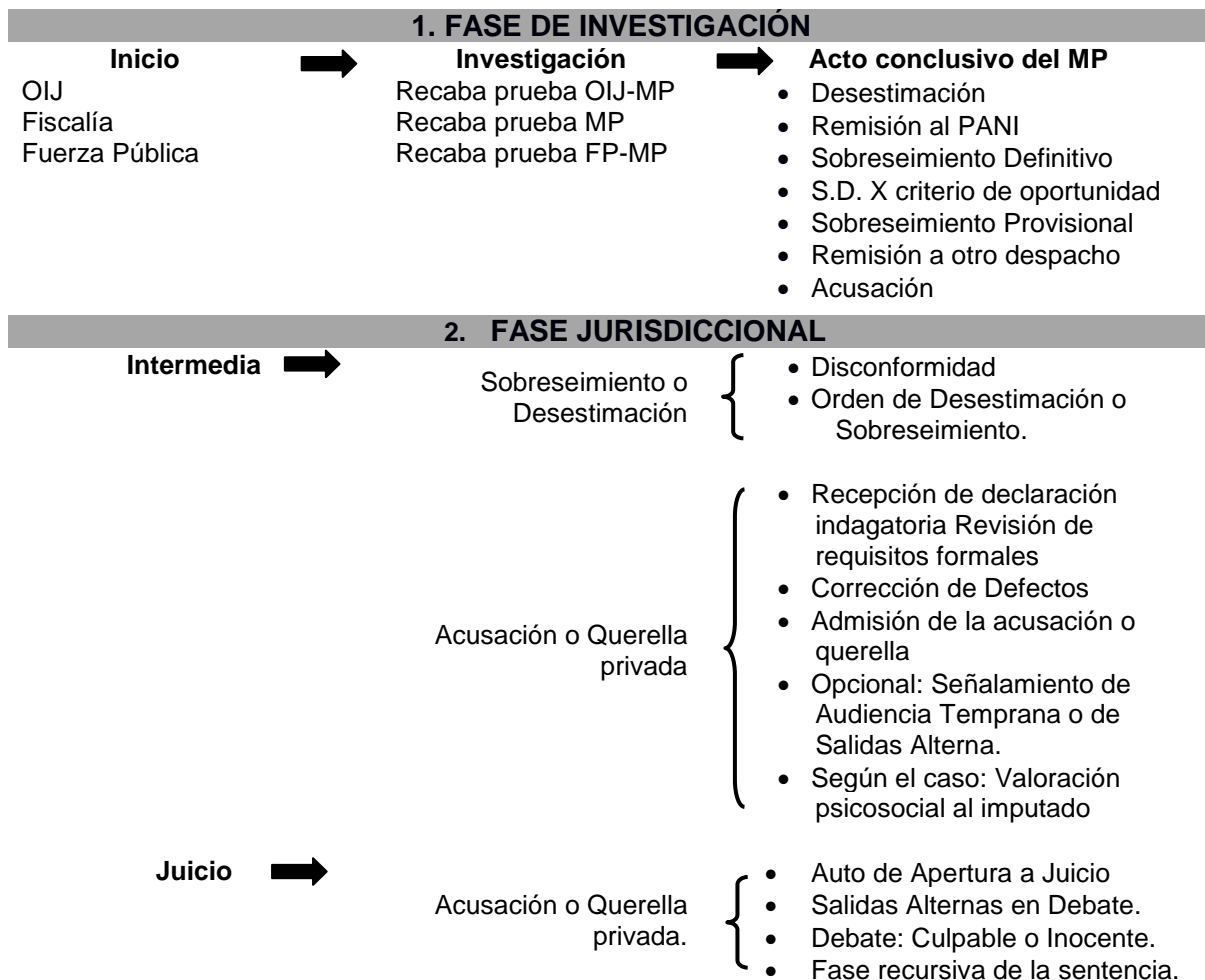 1. FASE DE INVESTIGACIÓN
Inicio
OIJ
Fiscalía
Fuerza Pública
Investigación
Recaba prueba OIJ-MP
Recaba prueba MP
Recaba prueba FP-MP
Acto conclusivo del MP
• Desestimación
• Remisión al PANI
• Sobreseimiento Definitivo
• S.D. X criterio de oportunidad
• Sobreseimiento Provisional
• Remisión a otro despacho
• Acusación
2. FASE JURISDICCIONAL
Intermedia
Sobreseimiento o
Desestimación
• Disconformidad
• Orden de Desestimación o
Sobreseimiento.
Acusación o Querella
privada
• Recepción de declaración
indagatoria Revisión de
requisitos formales
• Corrección de Defectos
• Admisión de la acusación o
querella
• Opcional: Señalamiento de
Audiencia Temprana o de
Salidas Alterna.
• Según el caso: Valoración
psicosocial al imputado
Juicio
Acusación o Querella
privada.
• Auto de Apertura a Juicio
• Salidas Alternas en Debate.
• Debate: Culpable o Inocente.
• Fase recursiva de la sentencia.